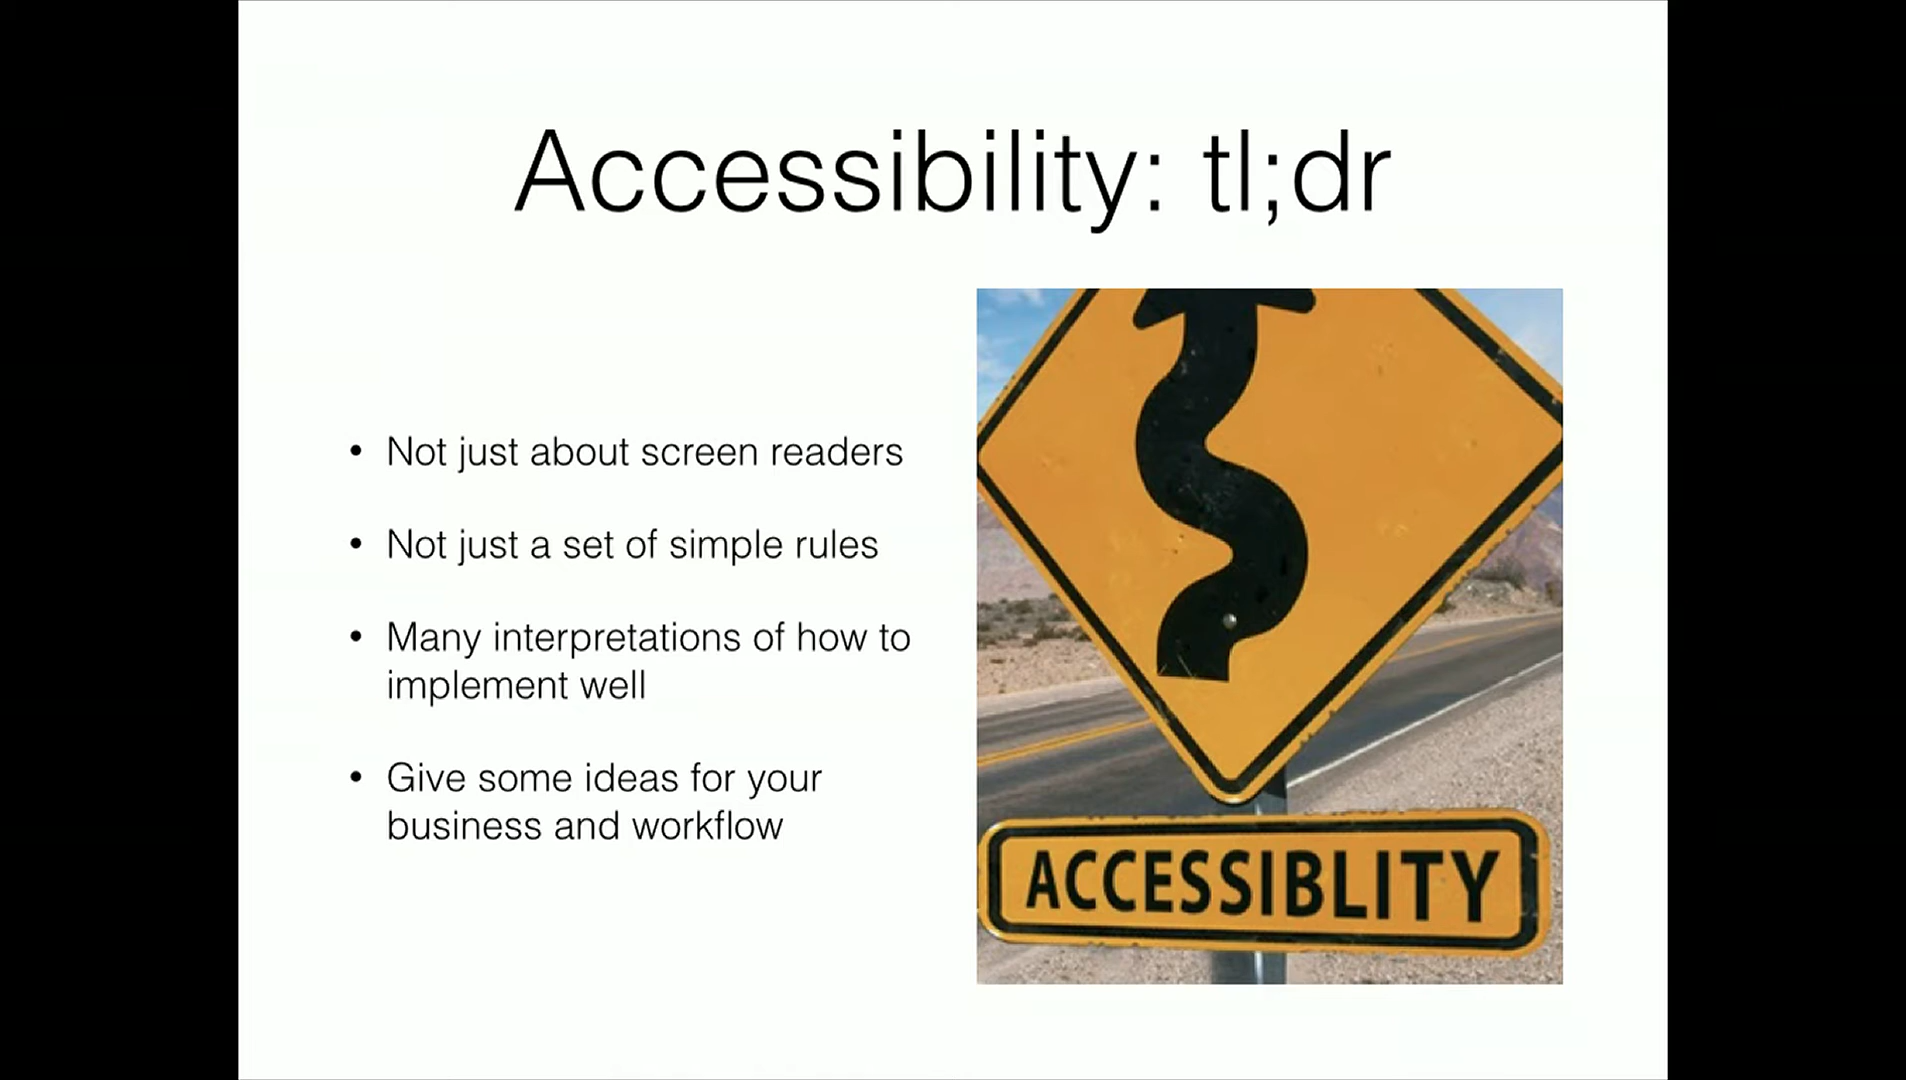 Accessibility: tl;dr
• Not just about screen readers
• Not just a set of simple rules
• Many interpretations of how to
implement well
• Give some ideas for your
business and workflow
ACCESSIBLITY